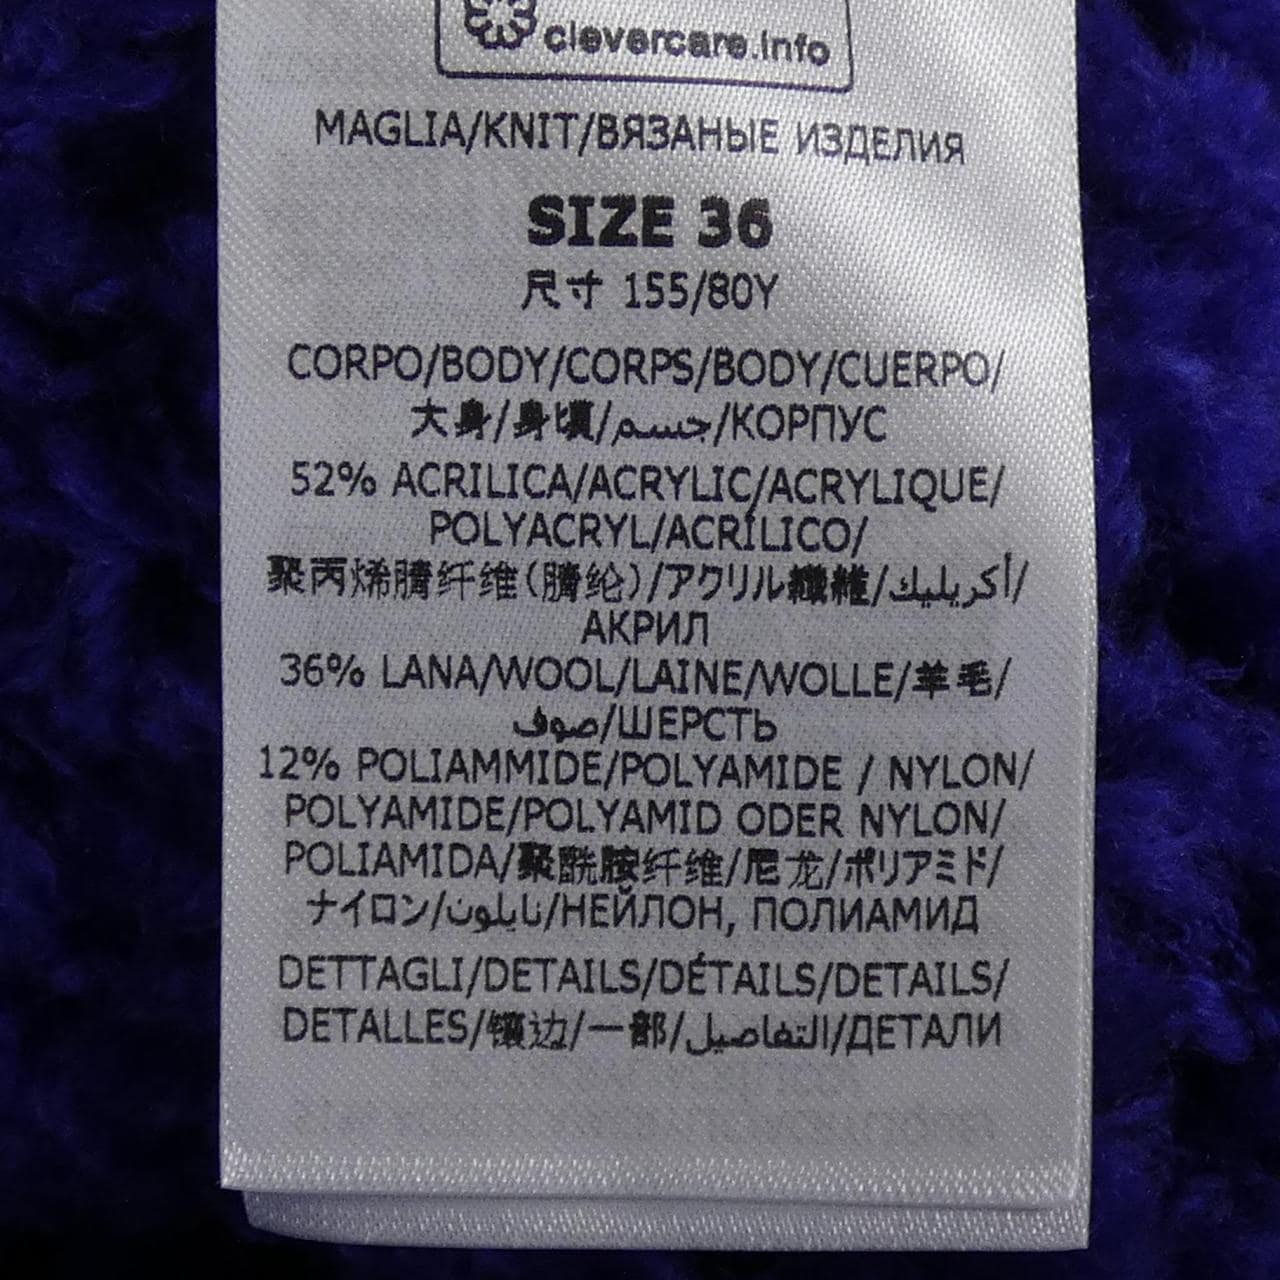 clevercare.info
MAGLIA/KNIT/ВЯЗАНЫЕ ИЗДЕЛИЯ
SIZE 36
尺寸 155/80Y
CORPO/BODY/CORPS/BODY/CUERPO/
大身/身頃/جسم/КОРПУС
52% ACRILICA/ACRYLIC/ACRYLIQUE/
POLYACRYL/ACRÍLICO/
聚丙烯腈纤维(腈纶)/アクリル繊維/أكريليك/
АКРИЛ
36% LANA/WOOL/LAINE/WOLLE/羊毛/
صوف/ШЕРСТЬ
12% POLIAMMIDE/POLYAMIDE / NYLON/
POLYAMIDE/POLYAMID ODER NYLON/
POLIAMIDA/聚酰胺纤维/尼龙/ポリアミド/
ナイロン/نايلون/НЕЙЛОН, ПОЛИАМИД
DETTAGLI/DETAILS/DÉTAILS/DETAILS/
DETALLES/镶边/一部/التفاصيل/ДЕТАЛИ